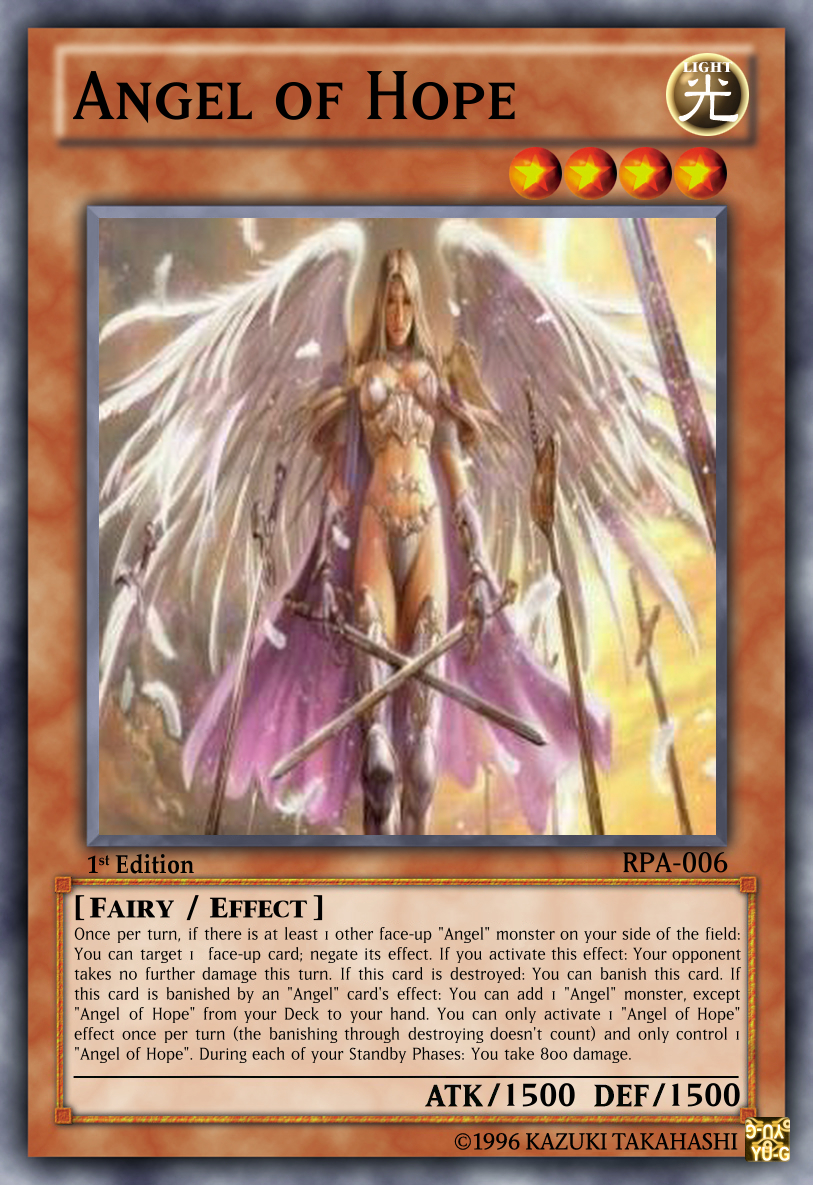 Angel of Hope
LIGHT
光
1st Edition
RPA-006
[ Fairy / Effect ]
Once per turn, if there is at least 1 other face-up "Angel" monster on your side of the field:
You can target 1 face-up card; negate its effect. If you activate this effect: Your opponent
takes no further damage this turn. If this card is destroyed: You can banish this card. If
this card is banished by an "Angel" card's effect: You can add 1 "Angel" monster, except
"Angel of Hope" from your Deck to your hand. You can only activate 1 "Angel of Hope"
effect once per turn (the banishing through destroying doesn't count) and only control 1
"Angel of Hope". During each of your Standby Phases: You take 800 damage.
ATK/1500 DEF/1500
©1996 KAZUKI TAKAHASHI